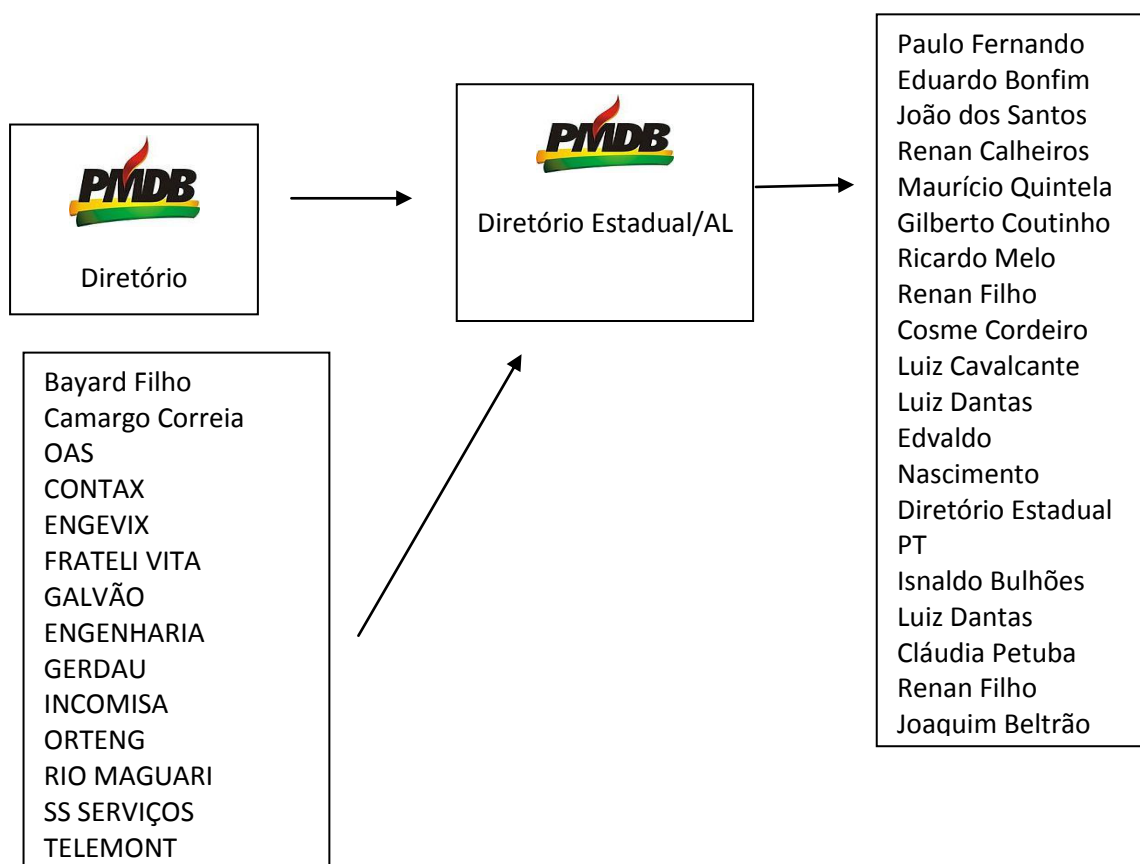 PMDB
Diretório
PMDB
Diretório Estadual/AL
Bayard Filho
Camargo Correia
OAS
CONTAX
ENGEVIX
FRATELI VITA
GALVÃO
ENGENHARIA
GERDAU
INCOMISA
ORTENG
RIO MAGUARI
SS SERVIÇOS
TELEMONT
Paulo Fernando
Eduardo Bonfim
João dos Santos
Renan Calheiros
Maurício Quintela
Gilberto Coutinho
Ricardo Melo
Renan Filho
Cosme Cordeiro
Luiz Cavalcante
Luiz Dantas
Edvaldo
Nascimento
Diretório Estadual
PT
Isnaldo Bulhões
Luiz Dantas
Cláudia Petuba
Renan Filho
Joaquim Beltrão